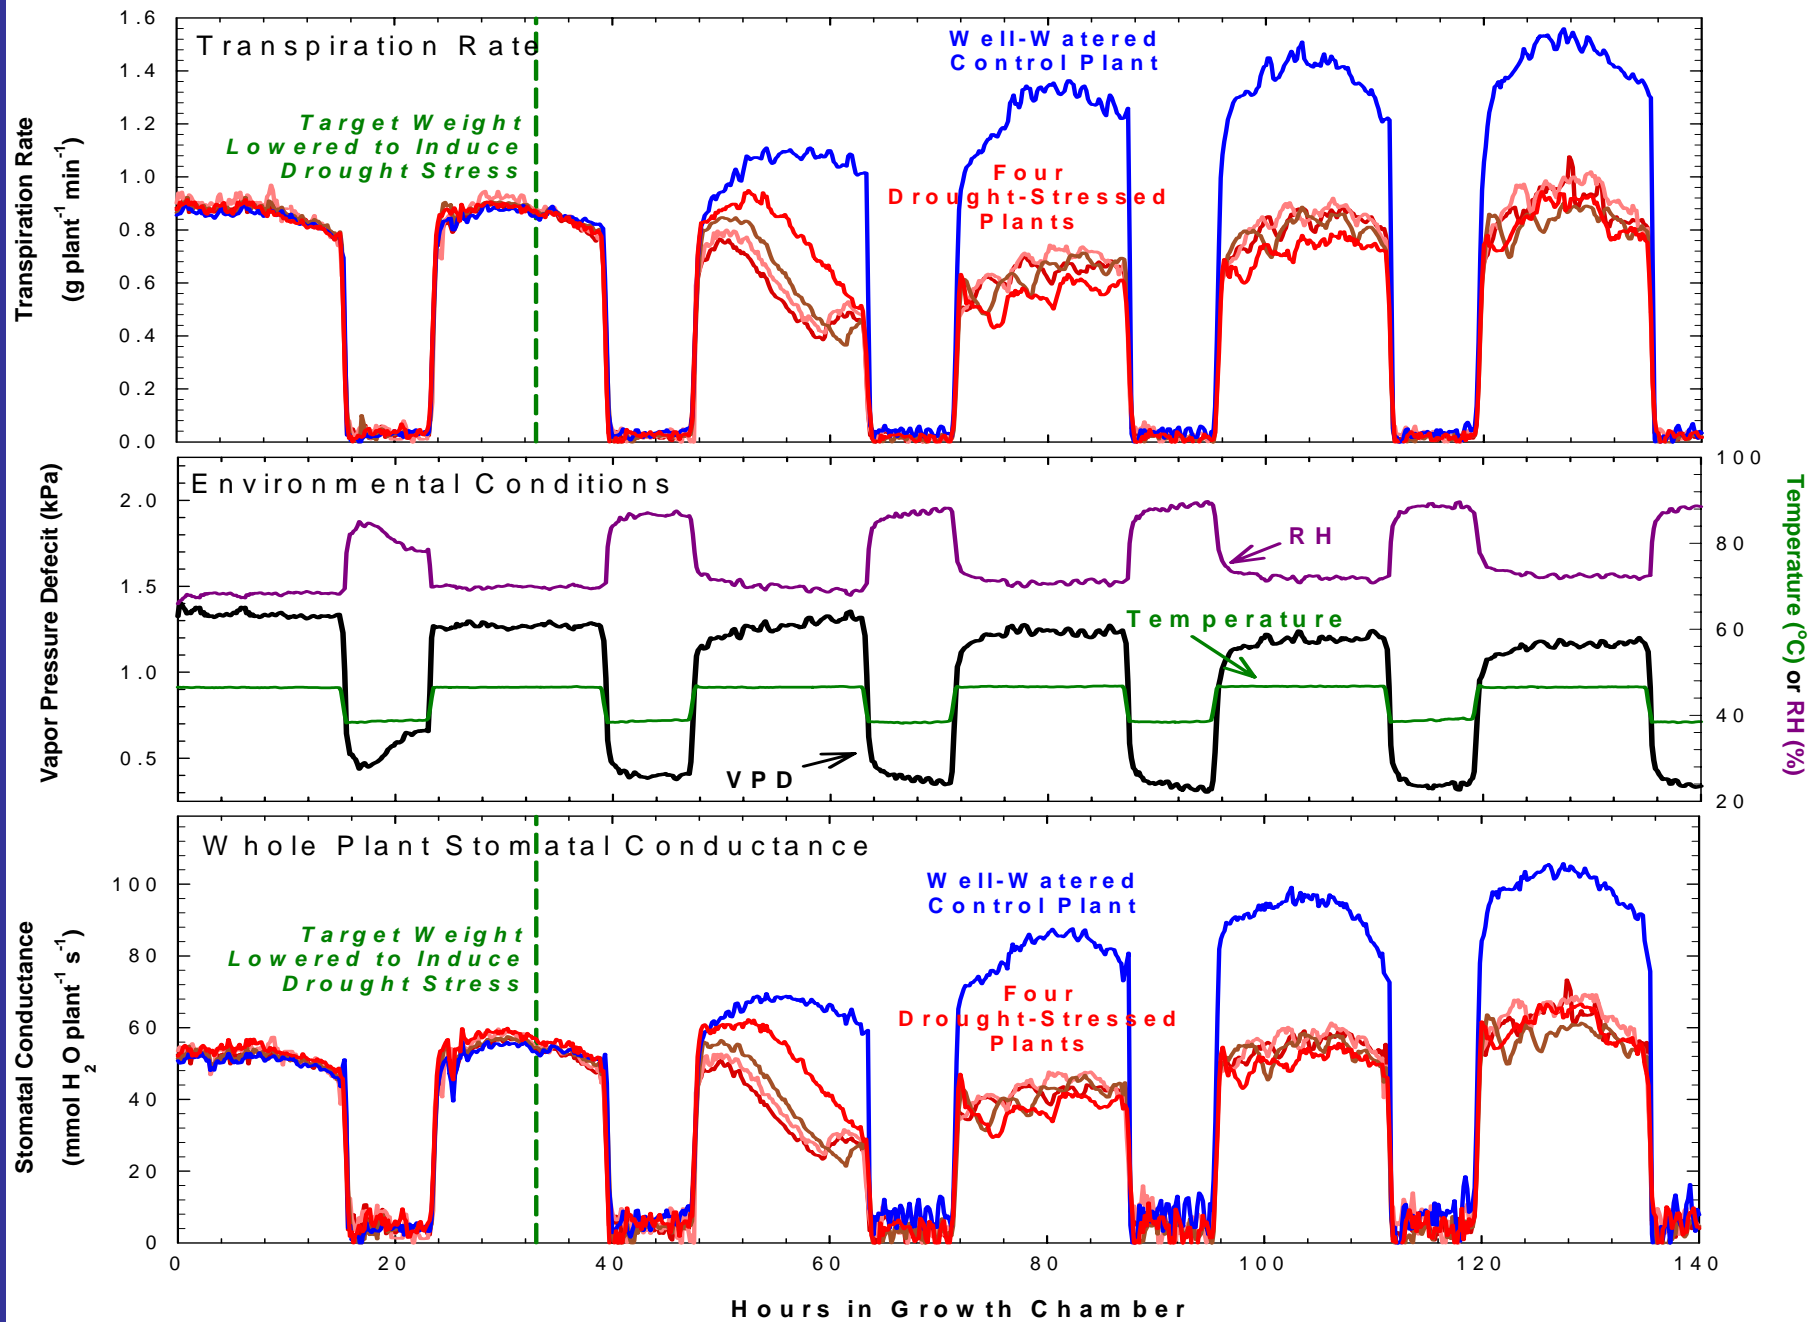 Transpiration Rate
Well-Watered
Control Plant
Target Weight
Lowered to Induce
Drought Stress
Four
Drought-Stressed
Plants
Transpiration Rate
(g plant⁻¹ min⁻¹)
1.6
1.4
1.2
1.0
0.8
0.6
0.4
0.2
0.0
Environmental Conditions
RH
Temperature
VPD
Vapor Pressure Defecit (kPa)
2.0
1.5
1.0
0.5
100
80
60
40
20
Temperature (°C) or RH (%)
Whole Plant Stomatal Conductance
Well-Watered
Control Plant
Target Weight
Lowered to Induce
Drought Stress
Four
Drought-Stressed
Plants
Stomatal Conductance
(mmol H₂O plant⁻¹ s⁻¹)
100
80
60
40
20
0
0 20 40 60 80 100 120 140
Hours in Growth Chamber